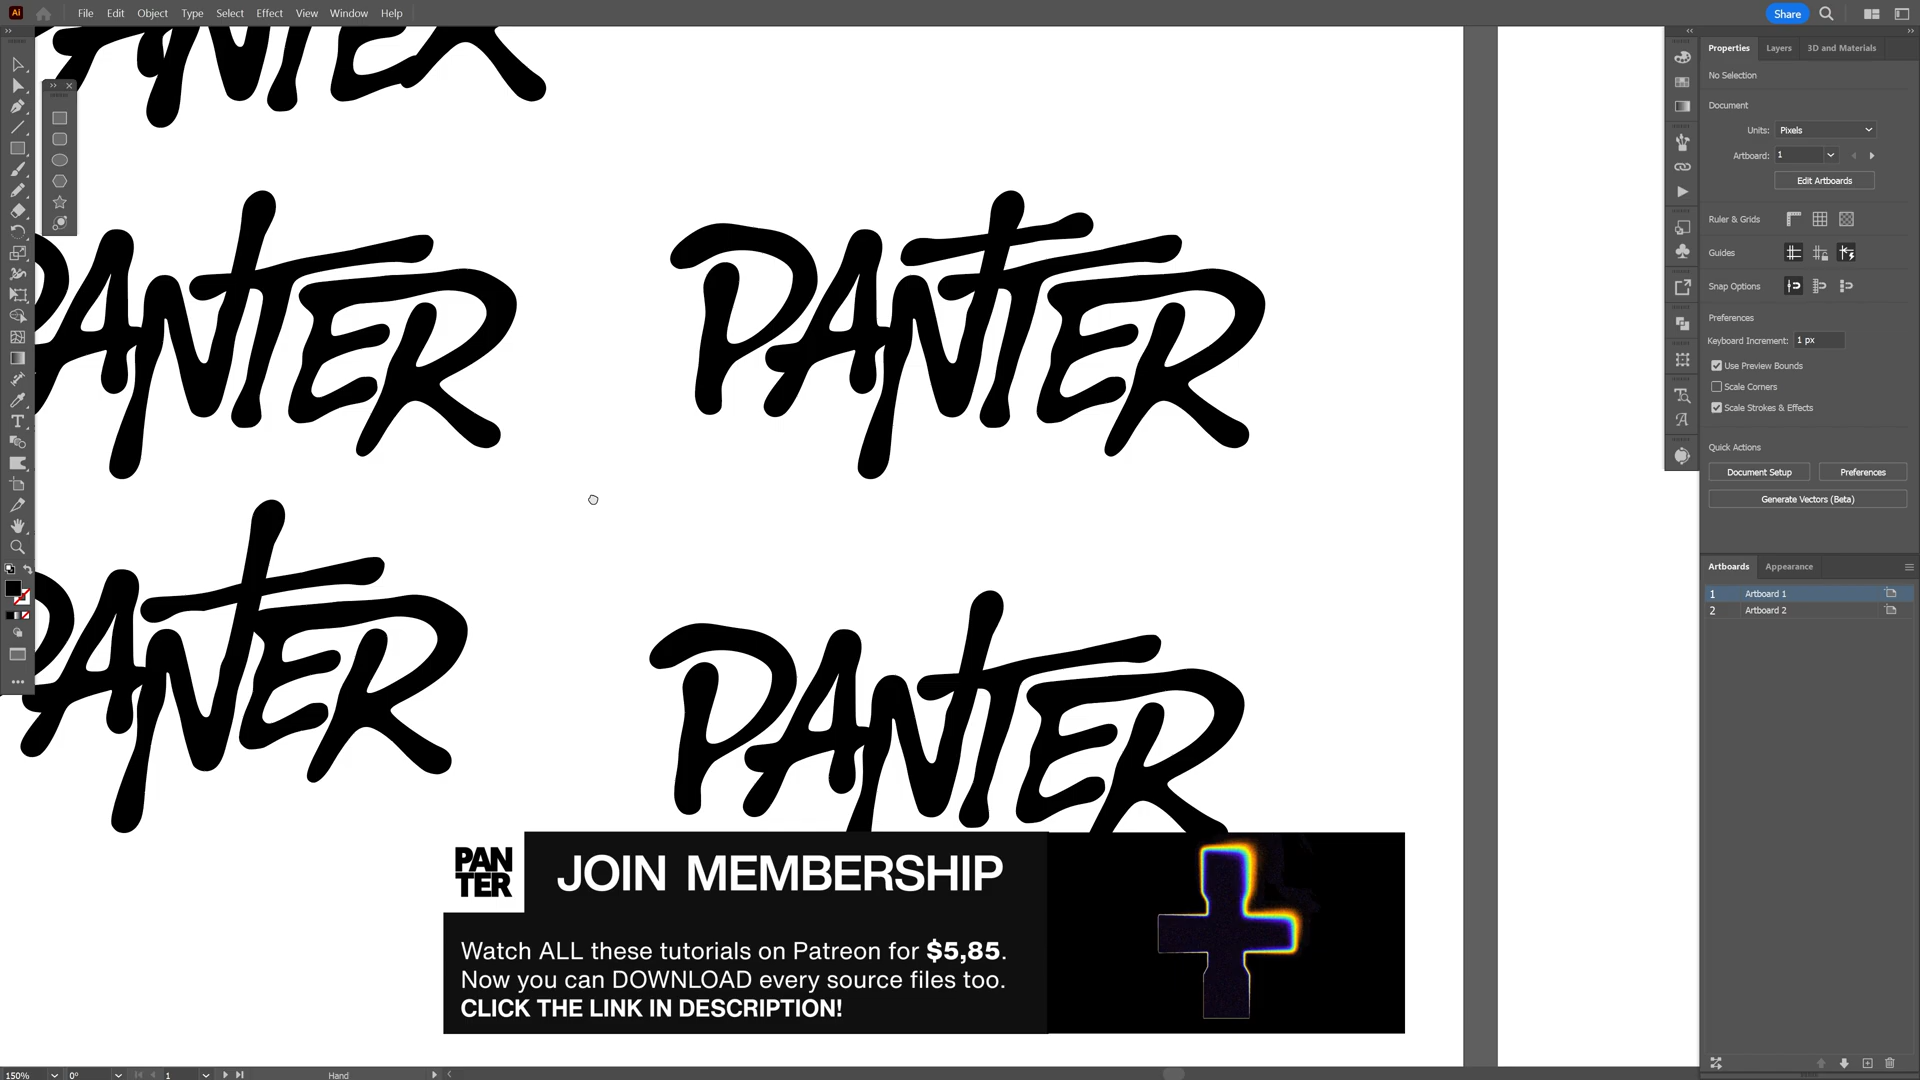 Ai File Edit Object Type Select Effect View Window Help Share
Properties Layers 3D and Materials
No Selection
Document
Units: Pixels
Artboard: 1
Edit Artboards
Ruler & Grids
Guides
Snap Options
Preferences
Keyboard Increment: 1 px
Use Preview Bounds
Scale Corners
Scale Strokes & Effects
Quick Actions
Document Setup Preferences
Generate Vectors (Beta)
Artboards Appearance
1 Artboard 1
2 Artboard 2
PANTER
PANTER
PANTER
PANTER
PANTER
PAN
TER
JOIN MEMBERSHIP
Watch ALL these tutorials on Patreon for $5,85.
Now you can DOWNLOAD every source files too.
CLICK THE LINK IN DESCRIPTION!
150% 0° 1 Hand